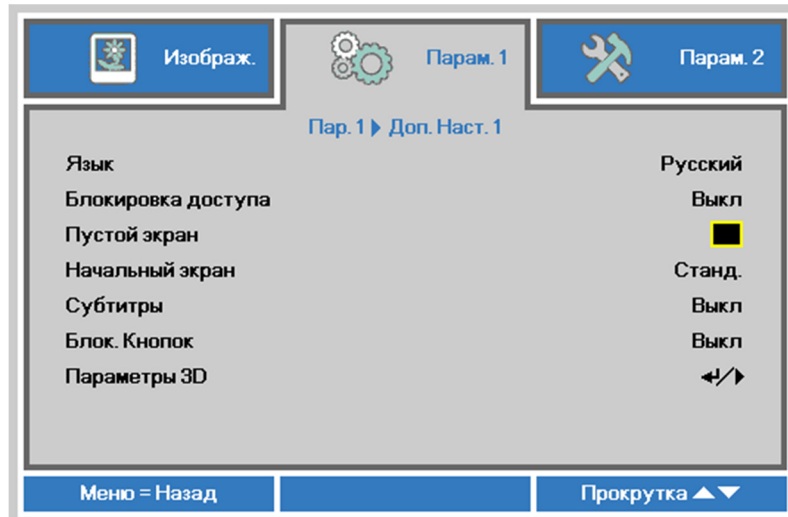 Изображ.
Парам. 1
Парам. 2
Пар. 1 ▶ Доп. Наст. 1
Язык Русский
Блокировка доступа Выкл
Пустой экран
Начальный экран Станд.
Субтитры Выкл
Блок. Кнопок Выкл
Параметры 3D ↵/▶
Меню = Назад
Прокрутка ▲▼